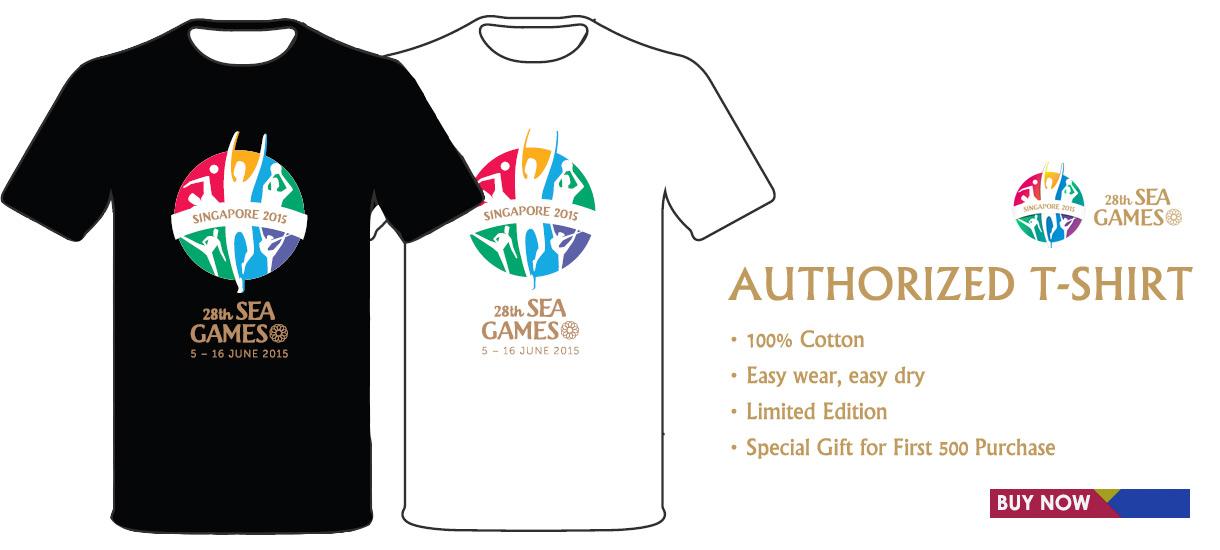 SINGAPORE 2015
28th SEA
GAMES
5 – 16 JUNE 2015
SINGAPORE 2015
28th SEA
GAMES
5 – 16 JUNE 2015
SINGAPORE 2015
28th SEA
GAMES
AUTHORIZED T-SHIRT
• 100% Cotton
• Easy wear, easy dry
• Limited Edition
• Special Gift for First 500 Purchase
BUY NOW